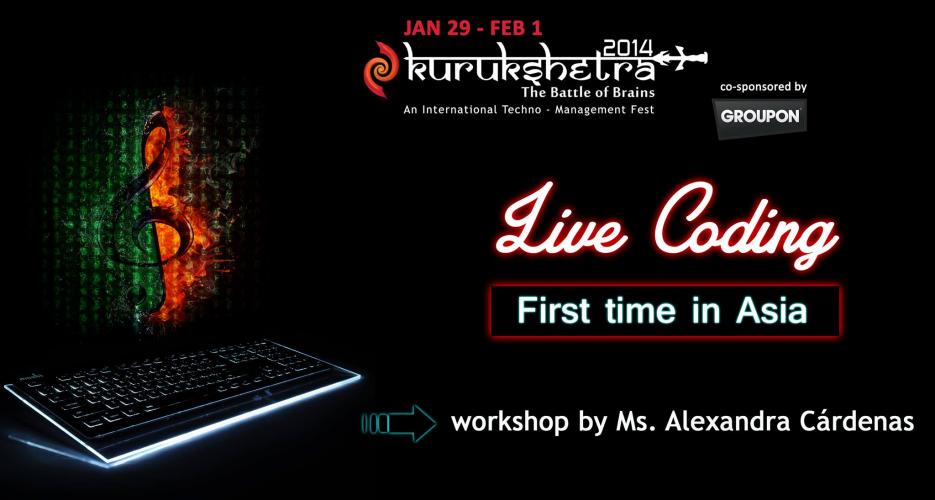 JAN 29 - FEB 1
kurukshetra 2014
The Battle of Brains
An International Techno - Management Fest
co-sponsored by
GROUPON
Live Coding
First time in Asia
workshop by Ms. Alexandra Cárdenas